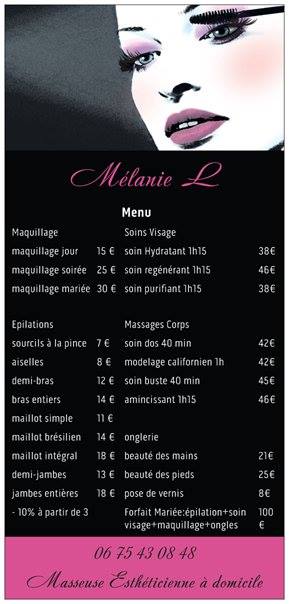 Mélanie L
Menu
Maquillage
maquillage jour 15 €
maquillage soirée 25 €
maquillage mariée 30 €
Soins Visage
soin Hydratant 1h15 38€
soin regénérant 1h15 46€
soin purifiant 1h15 38€
Epilations
sourcils à la pince 7 €
aiselles 8 €
demi-bras 12 €
bras entiers 14 €
maillot simple 11 €
maillot brésilien 14 €
maillot intégral 18 €
demi-jambes 13 €
jambes entières 18 €
- 10% à partir de 3
Massages Corps
soin dos 40 min 42€
modelage californien 1h 42€
soin buste 40 min 45€
amincissant 1h15 46€
onglerie
beauté des mains 21€
beauté des pieds 25€
pose de vernis 8€
Forfait Mariée:épilation+soin 100
visage+maquillage+ongles €
06 75 43 08 48
Masseuse Esthéticienne à domicile